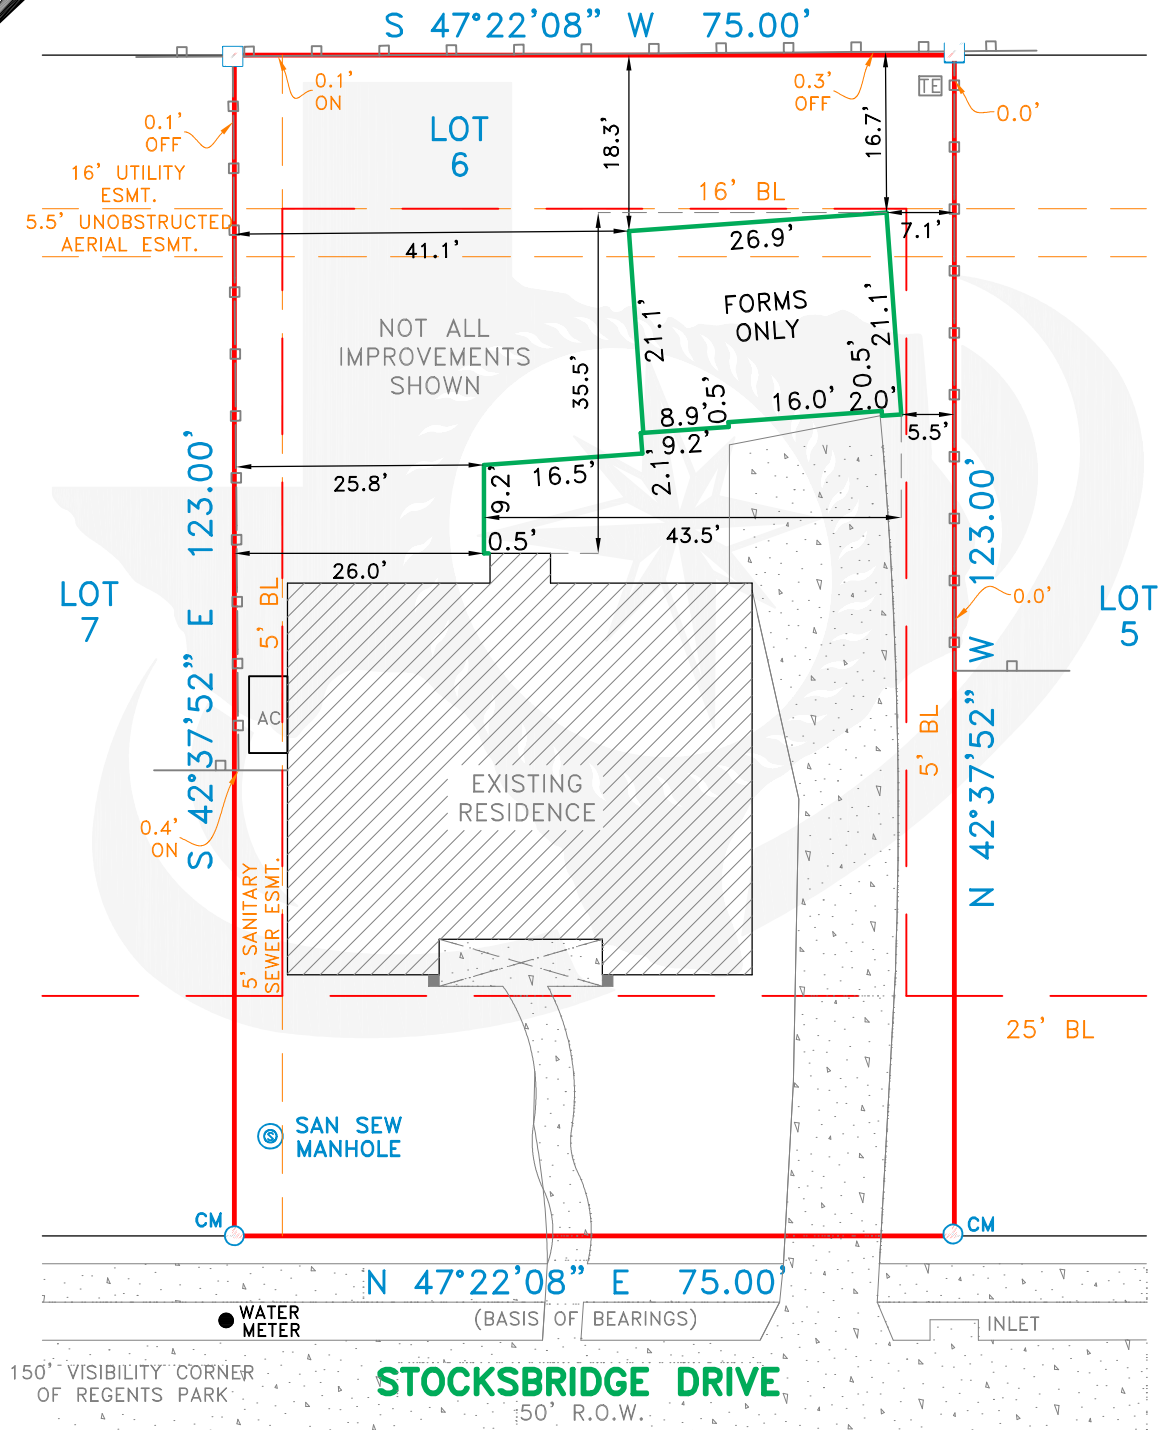 S 47°22'08" W 75.00'
0.1'
ON
0.3'
OFF
TE
0.0'
0.1'
OFF
LOT
6
18.3'
16.7'
16' UTILITY
ESMT.
5.5' UNOBSTRUCTED
AERIAL ESMT.
16' BL
41.1'
26.9'
7.1'
FORMS
ONLY
21.1'
21.1'
NOT ALL
IMPROVEMENTS
SHOWN
35.5'
0.5'
0.5'
8.9'
16.0'
2.0'
5.5'
9.2'
2.1'
16.5'
25.8'
9.2'
43.5'
0.5'
26.0'
S 42°37'52" E 123.00'
N 42°37'52" W 123.00'
LOT
7
5' BL
0.0'
LOT
5
AC
5' BL
EXISTING
RESIDENCE
0.4'
ON
5' SANITARY
SEWER ESMT.
25' BL
S
SAN SEW
MANHOLE
CM
CM
N 47°22'08" E 75.00'
(BASIS OF BEARINGS)
WATER
METER
INLET
150' VISIBILITY CORNER
OF REGENTS PARK
STOCKSBRIDGE DRIVE
50' R.O.W.